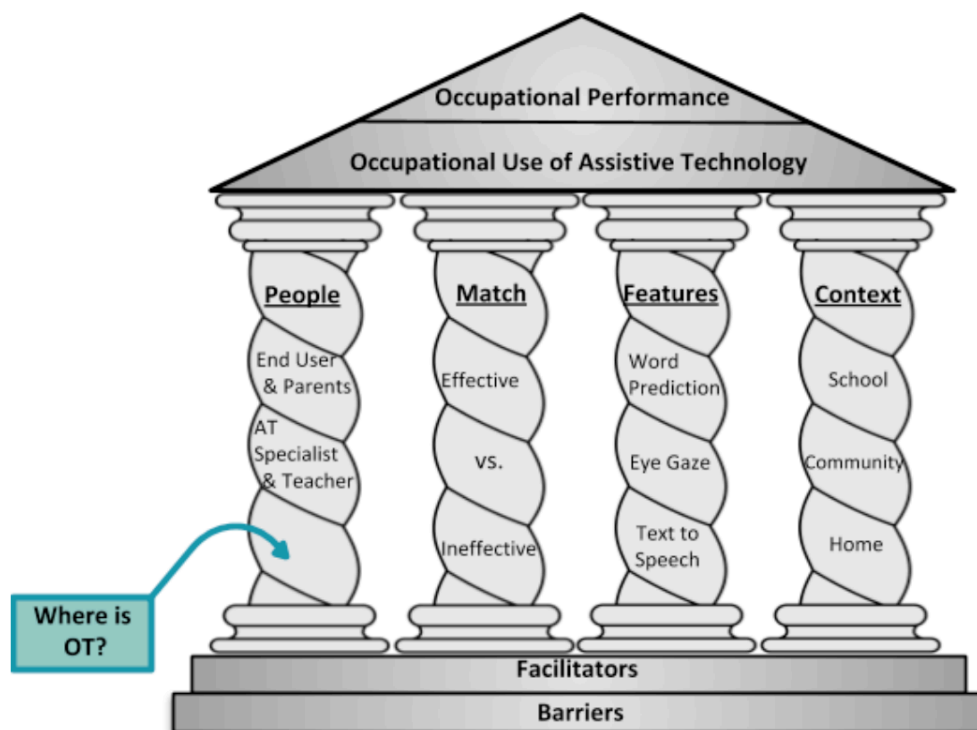 Occupational Performance
Occupational Use of Assistive Technology
People
End User
& Parents
AT
Specialist
& Teacher
Match
Effective
vs.
Ineffective
Features
Word
Prediction
Eye Gaze
Text to
Speech
Context
School
Community
Home
Where is
OT?
Facilitators
Barriers